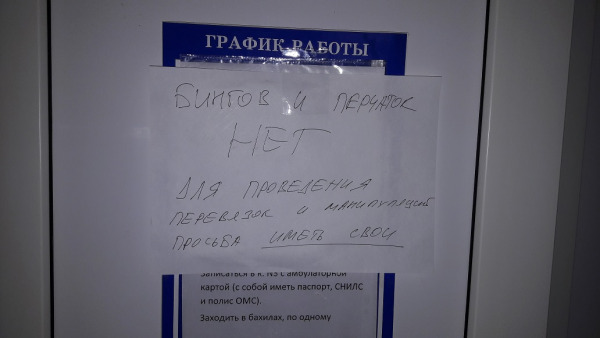 ГРАФИК РАБОТЫ
БИНТОВ И ПЕРЧАТОК
НЕТ
ДЛЯ ПРОВЕДЕНИЯ
ПЕРЕВЯЗОК И МАНИПУЛЯЦИЙ
ПРОСЬБА ИМЕТЬ СВОИ
Записаться в к. N3 с амбулаторной
картой (с собой иметь паспорт, СНИЛС
и полис ОМС).
Заходить в бахилах, по одному